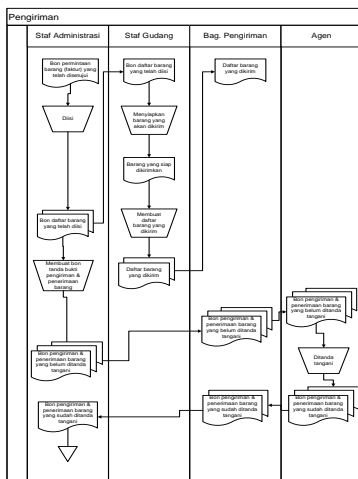 Pengiriman
Staf Administrasi
Staf Gudang
Bag. Pengiriman
Agen
Bon permintaan
barang (faktur) yang
telah disetujui
Bon daftar barang
yang telah diisi
Daftar barang
yang dikirim
Diisi
Menyiapkan
barang yang
akan dikirim
Barang yang siap
dikirimkan
Bon daftar barang
yang telah diisi
Membuat
daftar
barang yang
dikirim
Membuat bon
tanda bukti
pengiriman &
penerimaan
barang
Daftar barang
yang dikirim
Bon pengiriman &
penerimaan barang
yang belum ditanda
tangani
Bon pengiriman &
penerimaan barang
yang belum ditanda
tangani
Bon pengiriman &
penerimaan barang
yang belum ditanda
tangani
Ditanda
tangani
Bon pengiriman &
penerimaan barang
yang sudah ditanda
tangani
Bon pengiriman &
penerimaan barang
yang sudah ditanda
tangani
Bon pengiriman &
penerimaan barang
yang sudah ditanda
tangani